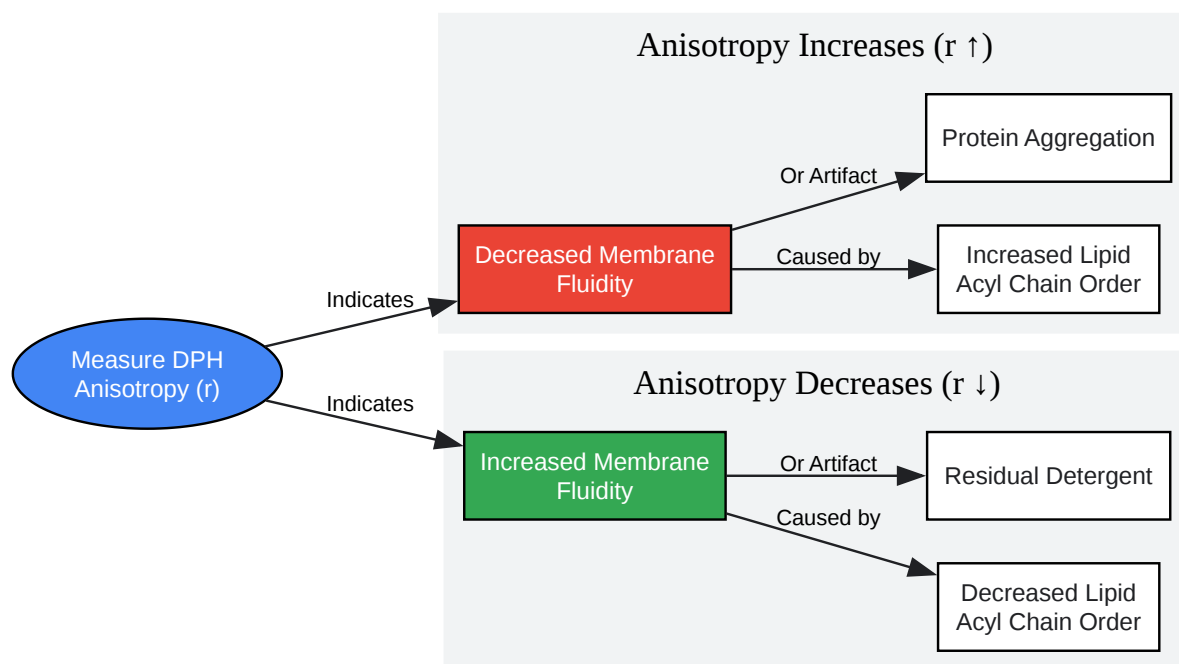 Anisotropy Increases (r ↑)
Protein Aggregation
Or Artifact
Decreased Membrane
Fluidity
Caused by
Increased Lipid
Acyl Chain Order
Indicates
Measure DPH
Anisotropy (r)
Indicates
Anisotropy Decreases (r ↓)
Increased Membrane
Fluidity
Or Artifact
Residual Detergent
Caused by
Decreased Lipid
Acyl Chain Order